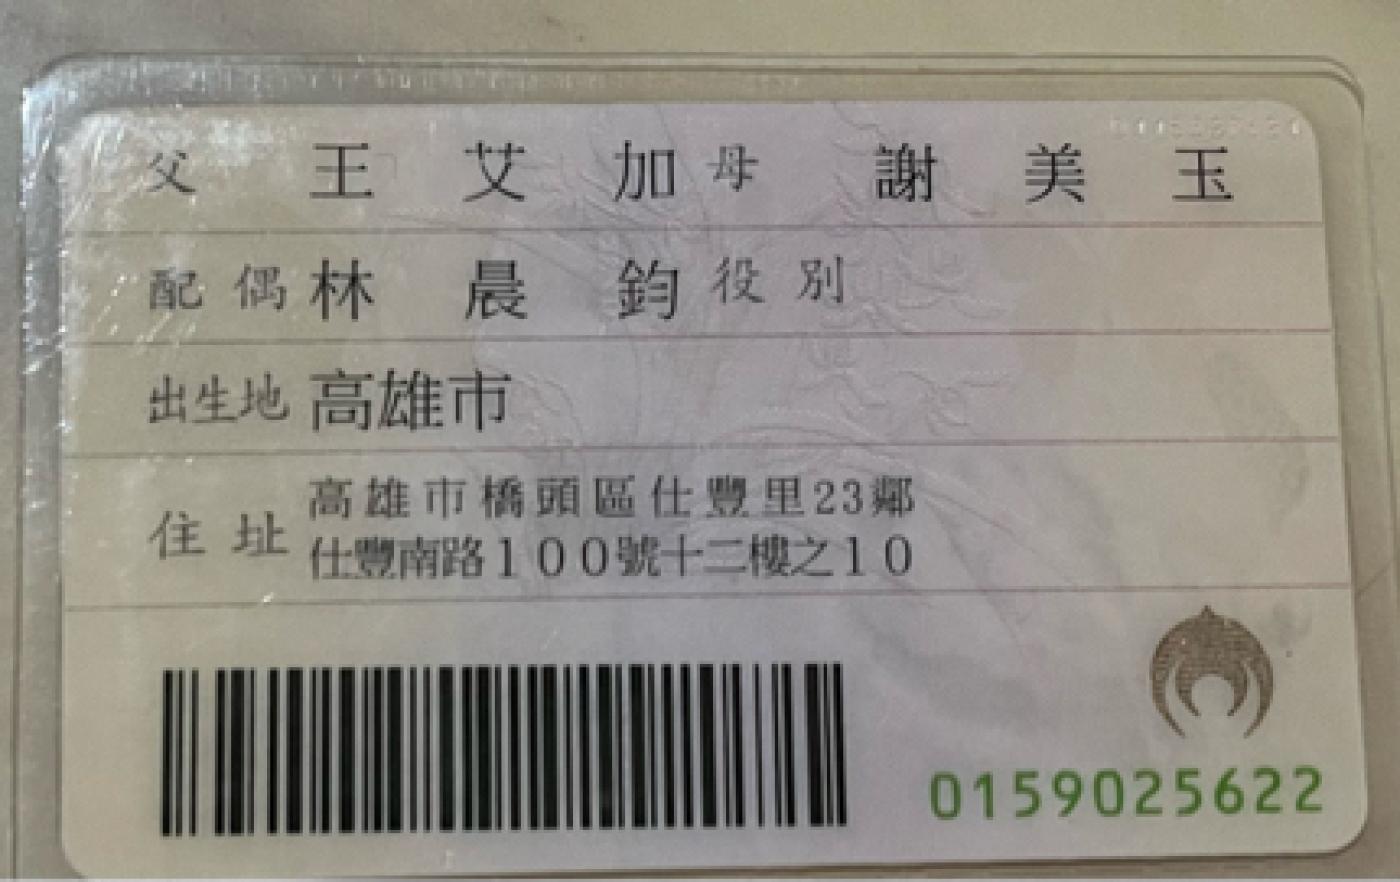 父 王艾加 母 謝美玉
配偶 林晨鈞 役別
出生地 高雄市
住址 高雄市橋頭區仕豐里23鄰
仕豐南路100號十二樓之10
0159025622